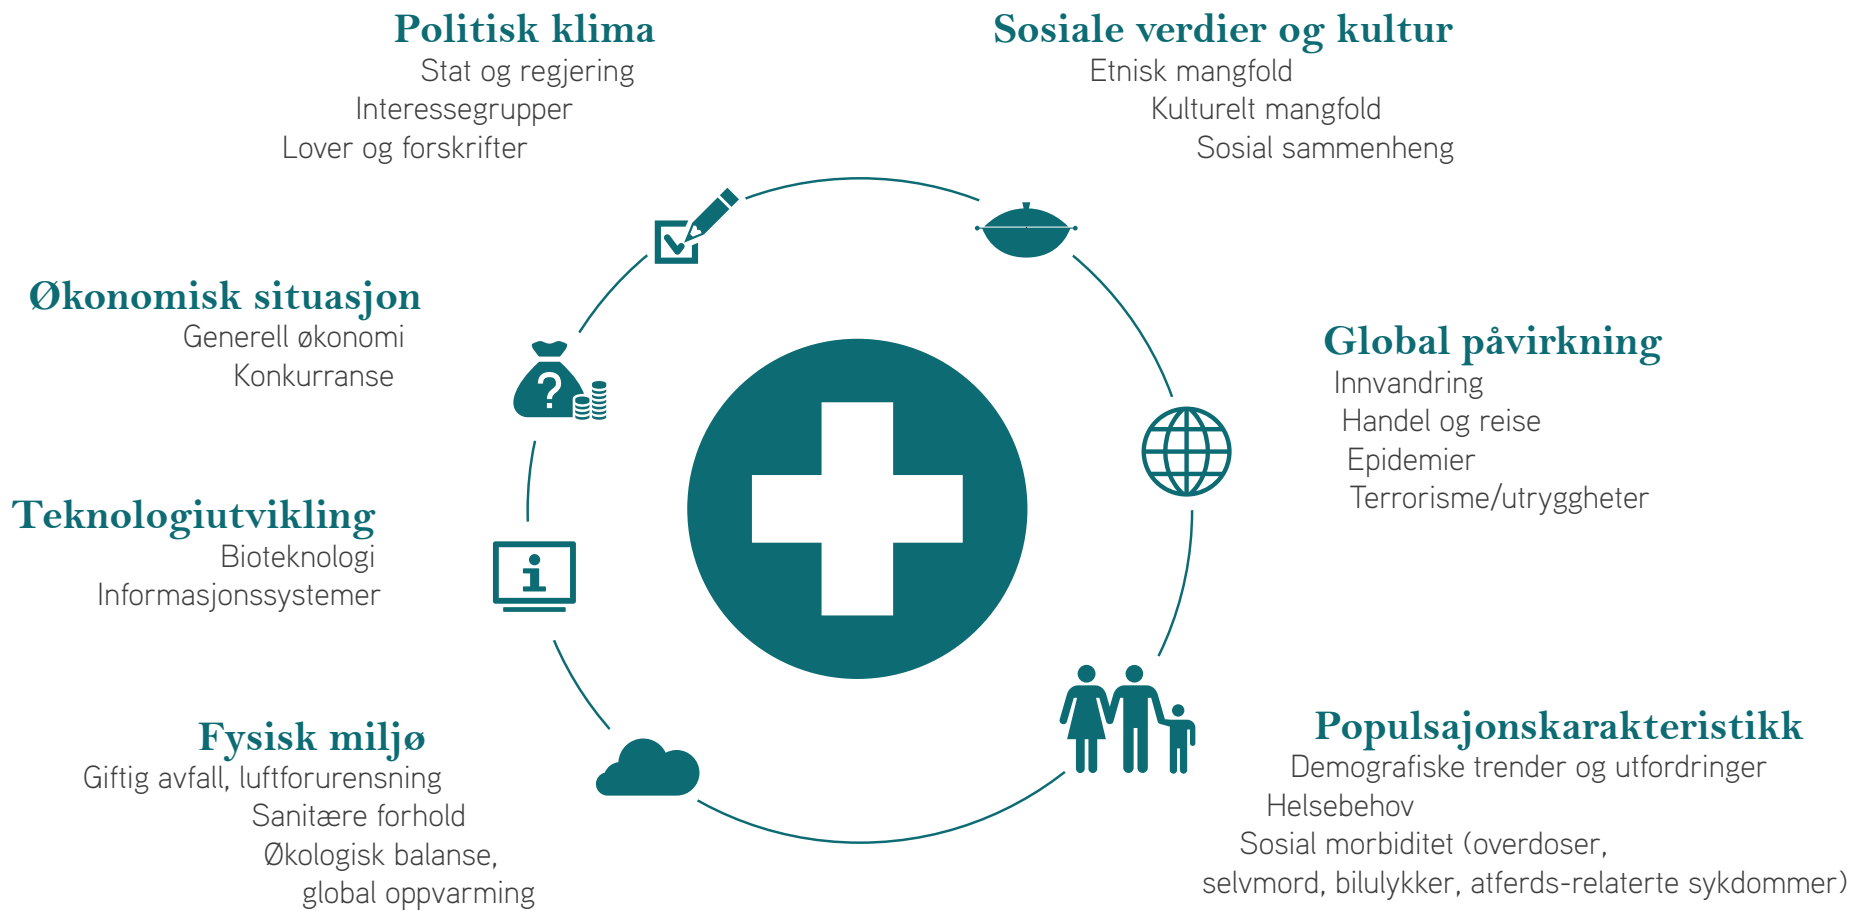 Politisk klima
Stat og regjering
Interessegrupper
Lover og forskrifter
Sosiale verdier og kultur
Etnisk mangfold
Kulturelt mangfold
Sosial sammenheng
Økonomisk situasjon
Generell økonomi
Konkurranse
?
Global påvirkning
Innvandring
Handel og reise
Epidemier
Terrorisme/utryggheter
Teknologiutvikling
Bioteknologi
Informasjonssystemer
i
Fysisk miljø
Giftig avfall, luftforurensning
Sanitære forhold
Økologisk balanse,
global oppvarming
Populsajonskarakteristikk
Demografiske trender og utfordringer
Helsebehov
Sosial morbiditet (overdoser,
selvmord, bilulykker, atferds-relaterte sykdommer)